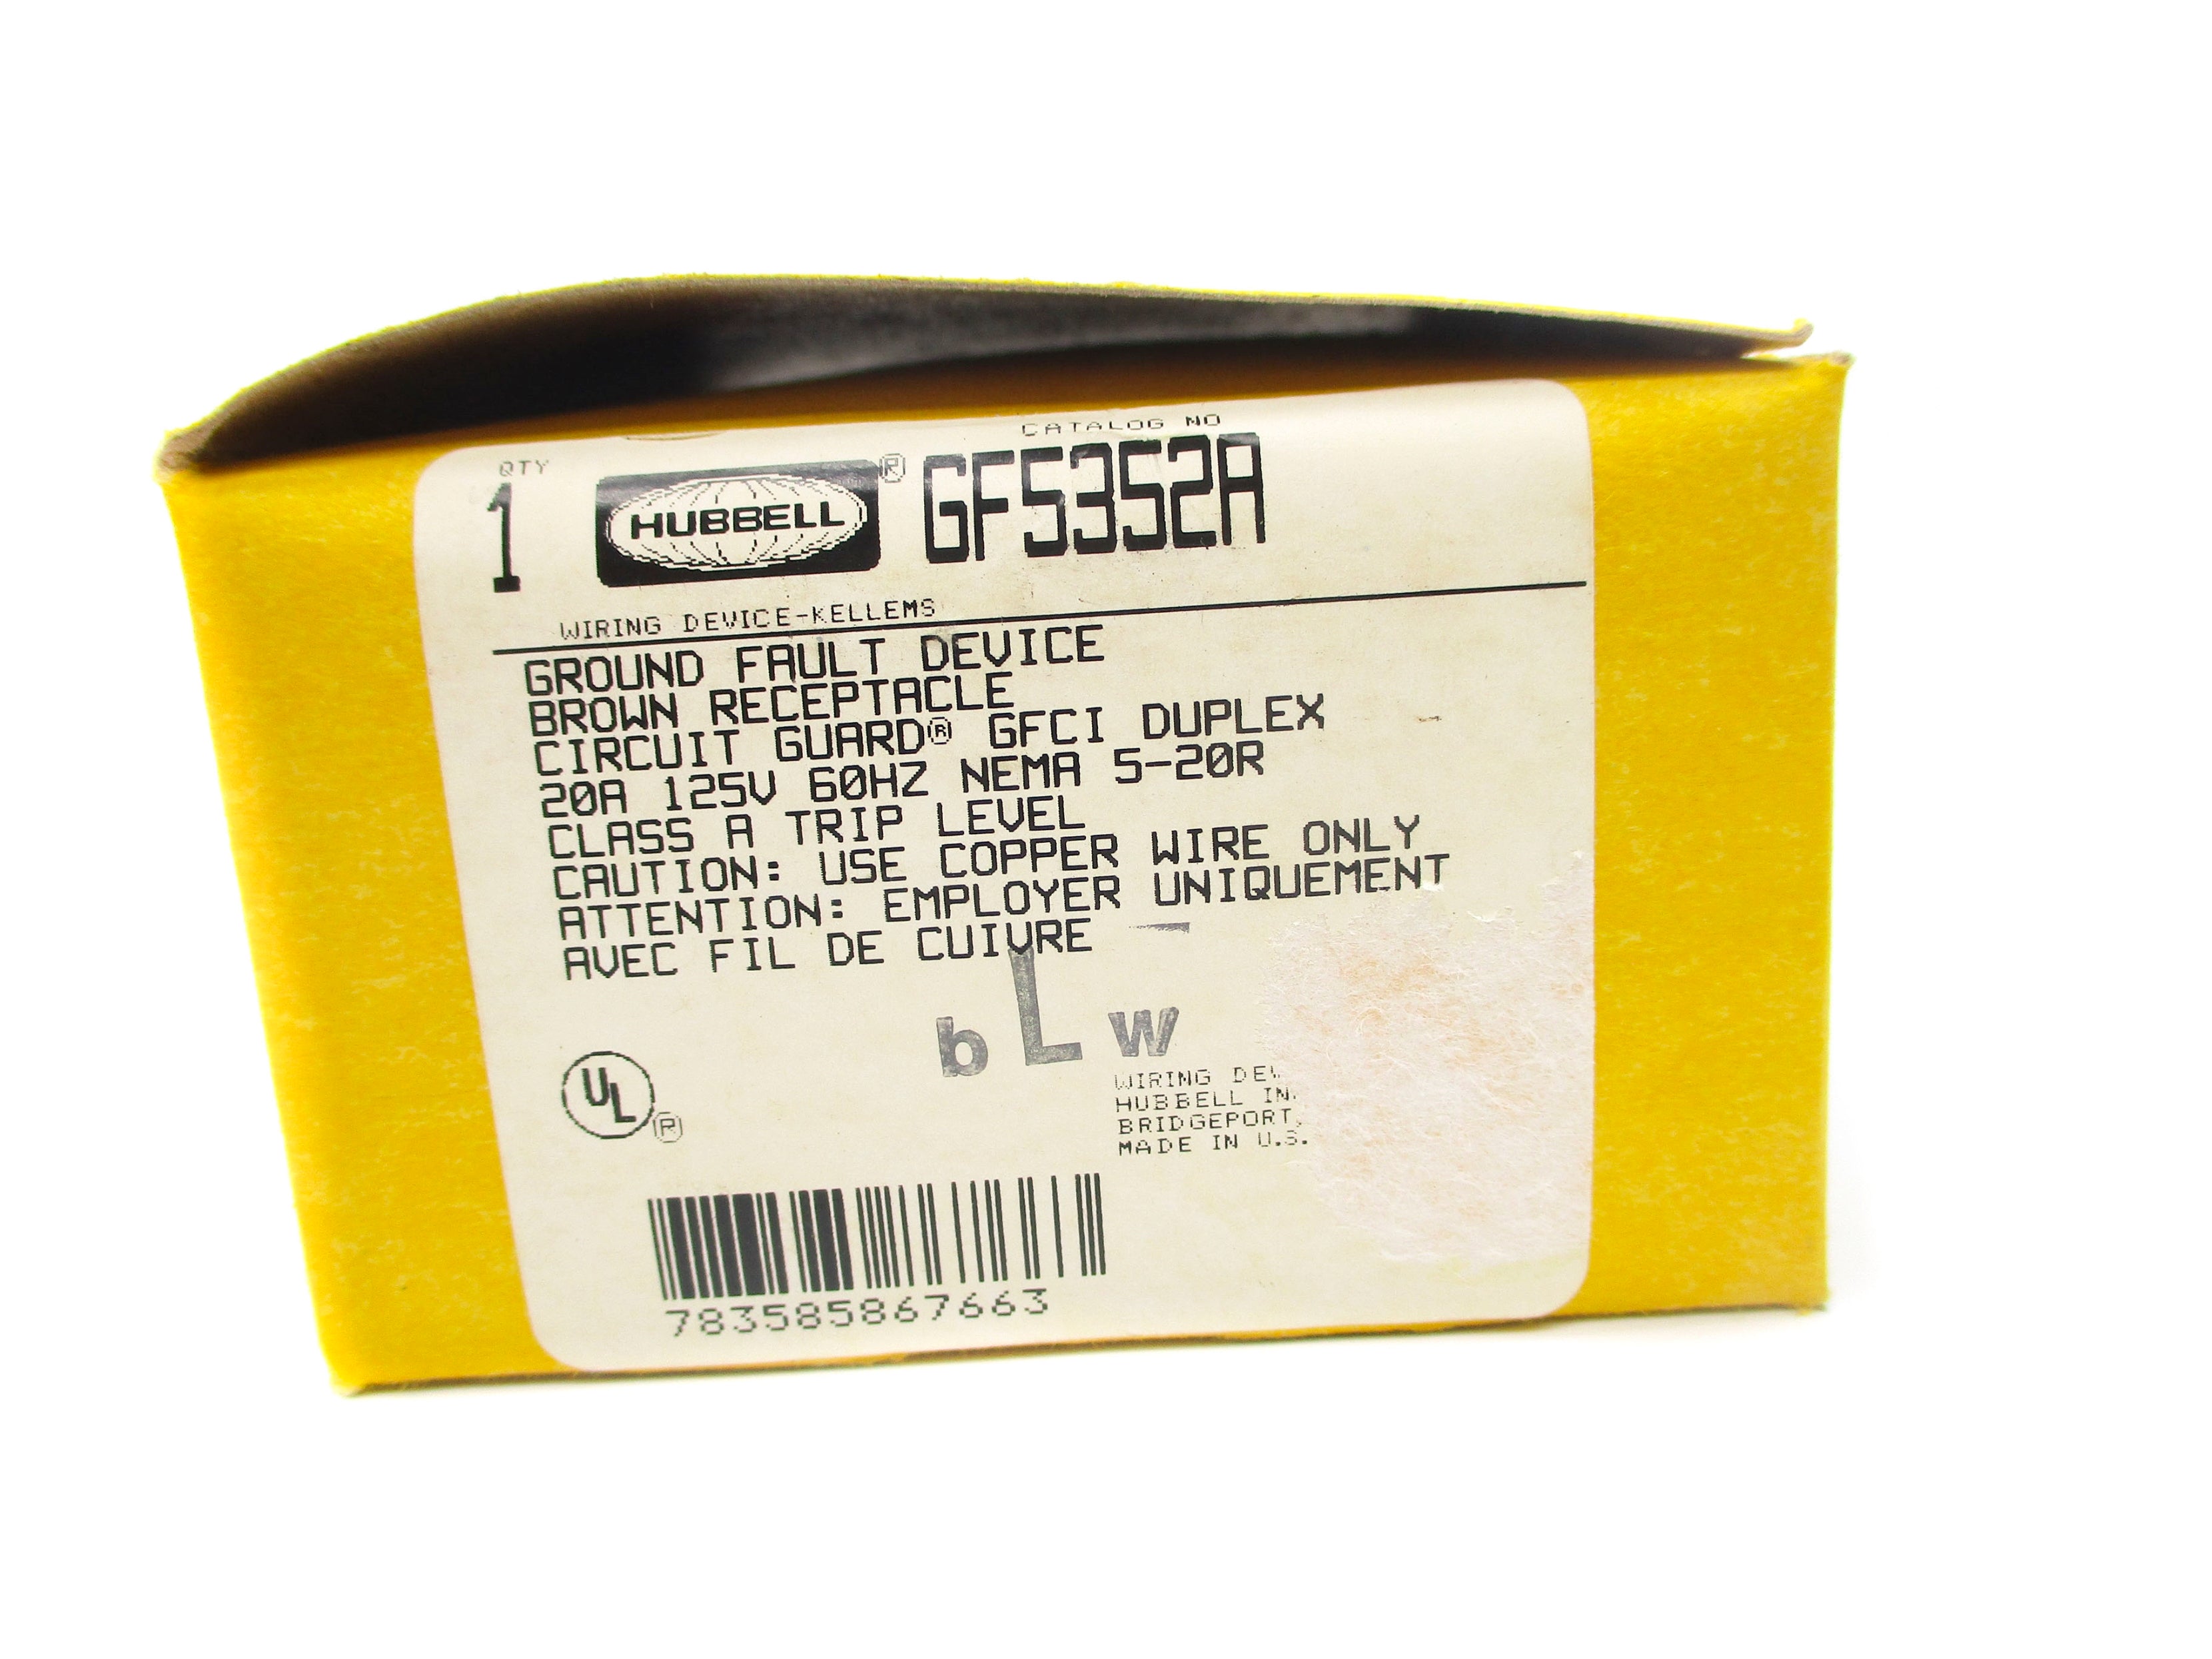 CATALOG NO
QTY
1 HUBBELL® GF5352A
WIRING DEVICE-KELLEMS
GROUND FAULT DEVICE
BROWN RECEPTACLE
CIRCUIT GUARD® GFCI DUPLEX
20A 125V 60HZ NEMA 5-20R
CLASS A TRIP LEVEL
CAUTION: USE COPPER WIRE ONLY
ATTENTION: EMPLOYER UNIQUEMENT
AVEC FIL DE CUIVRE
b L w
UL®
WIRING
HUBBELL
BRIDGEPORT,
MADE IN U.S.
783585867663